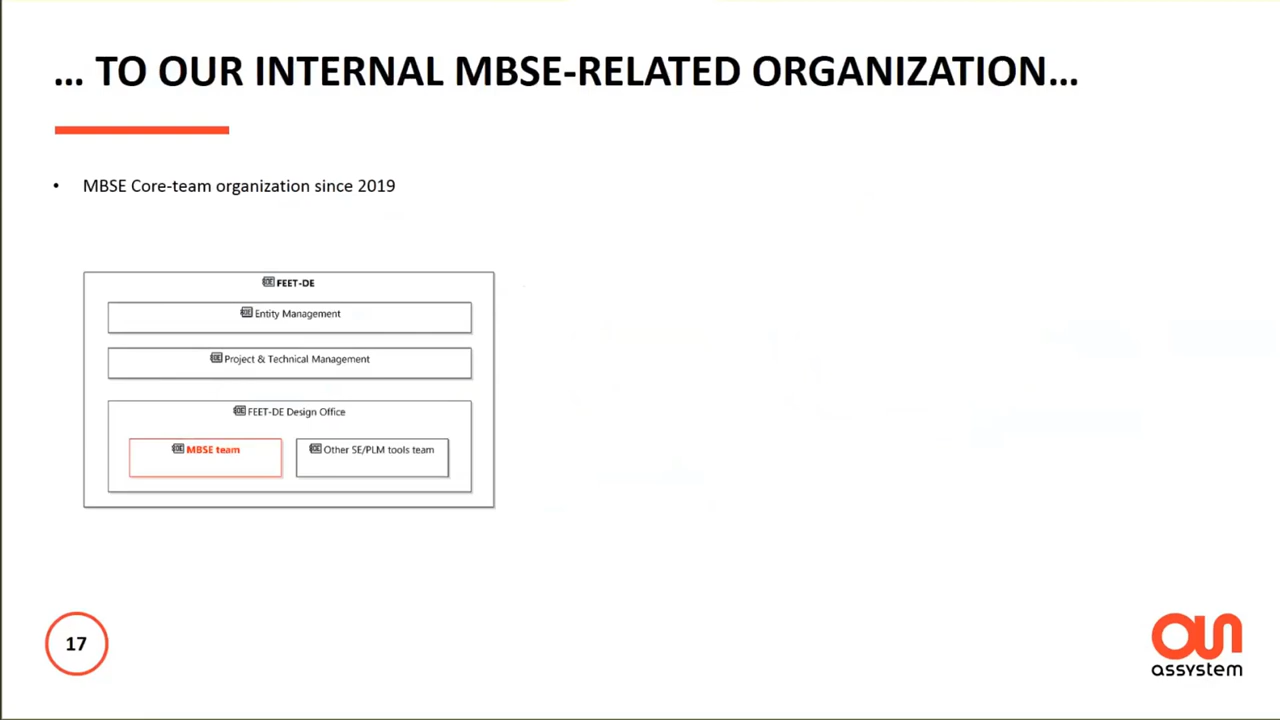 ... TO OUR INTERNAL MBSE-RELATED ORGANIZATION...
• MBSE Core-team organization since 2019
FEET-DE
Entity Management
Project & Technical Management
FEET-DE Design Office
MBSE team
Other SE/PLM tools team
17
assystem